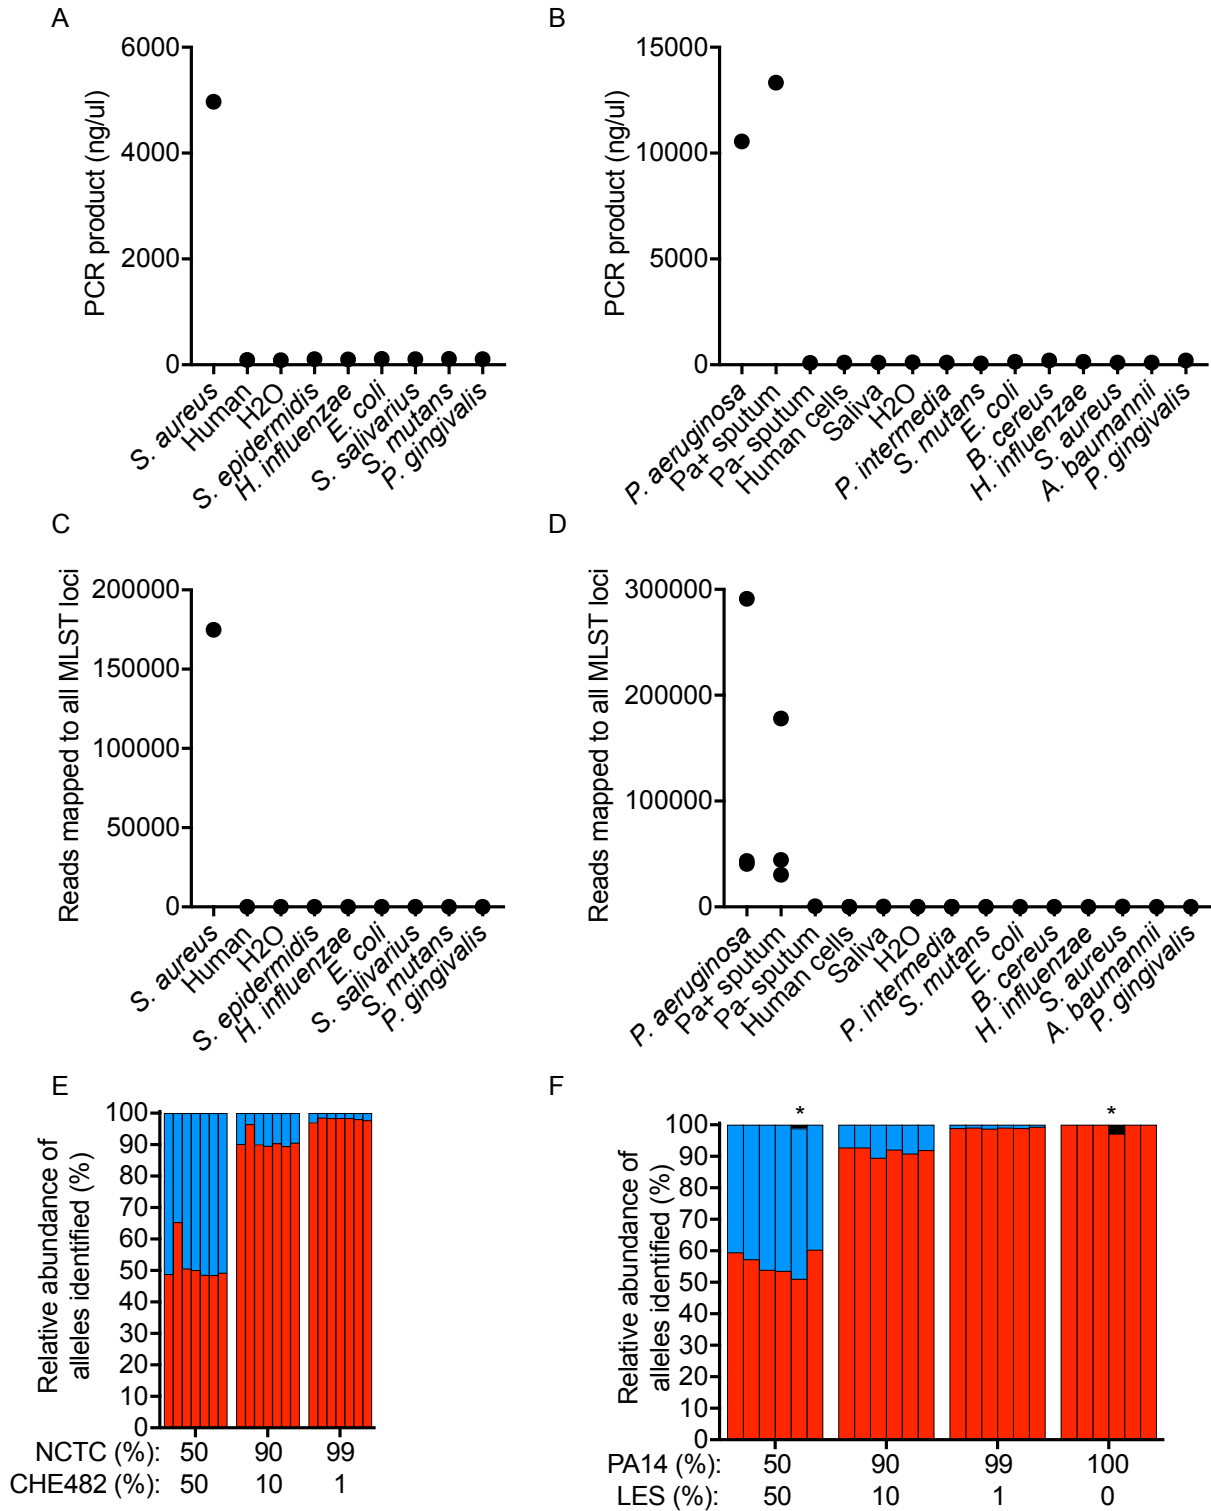 A
PCR product (ng/ul)
6000
4000
2000
0
S. aureus
Human
H2O
S. epidermidis
H. influenzae
E. coli
S. salivarius
S. mutans
P. gingivalis
B
PCR product (ng/ul)
15000
10000
5000
0
P. aeruginosa
Pa+ sputum
Pa- sputum
Human cells
Saliva
H2O
P. intermedia
S. mutans
E. coli
B. cereus
H. influenzae
S. aureus
A. baumannii
P. gingivalis
C
Reads mapped to all MLST loci
200000
150000
100000
50000
0
S. aureus
Human
H2O
S. epidermidis
H. influenzae
E. coli
S. salivarius
S. mutans
P. gingivalis
D
Reads mapped to all MLST loci
300000
200000
100000
0
P. aeruginosa
Pa+ sputum
Pa- sputum
Human cells
Saliva
H2O
P. intermedia
S. mutans
E. coli
B. cereus
H. influenzae
S. aureus
A. baumannii
P. gingivalis
E
Relative abundance of
alleles identified (%)
100
90
80
70
60
50
40
30
20
10
0
NCTC (%): 50 90 99
CHE482 (%): 50 10 1
F
Relative abundance of
alleles identified (%)
* *
100
90
80
70
60
50
40
30
20
10
0
PA14 (%): 50 90 99 100
LES (%): 50 10 1 0